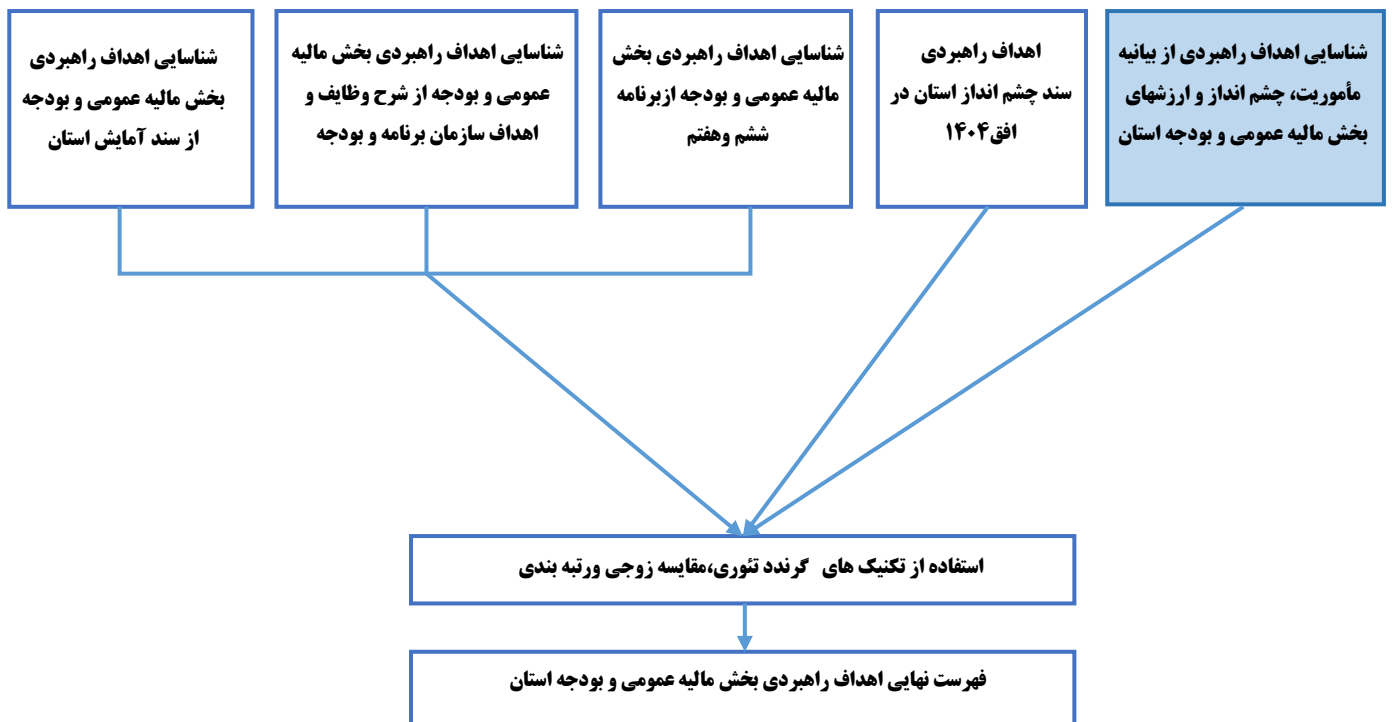 شناسایی اهداف راهبردی از بیانیه
مأموریت، چشم انداز و ارزشهای
بخش مالیه عمومی و بودجه استان
اهداف راهبردی
سند چشم انداز استان در
افق۱۴۰۴
شناسایی اهداف راهبردی بخش
مالیه عمومی و بودجه ازبرنامه
ششم وهفتم
شناسایی اهداف راهبردی بخش مالیه
عمومی و بودجه از شرح وظایف و
اهداف سازمان برنامه و بودجه
شناسایی اهداف راهبردی
بخش مالیه عمومی و بودجه
از سند آمایش استان
استفاده از تکنیک های گرندد تئوری،مقایسه زوجی ورتبه بندی
فهرست نهایی اهداف راهبردی بخش مالیه عمومی و بودجه استان